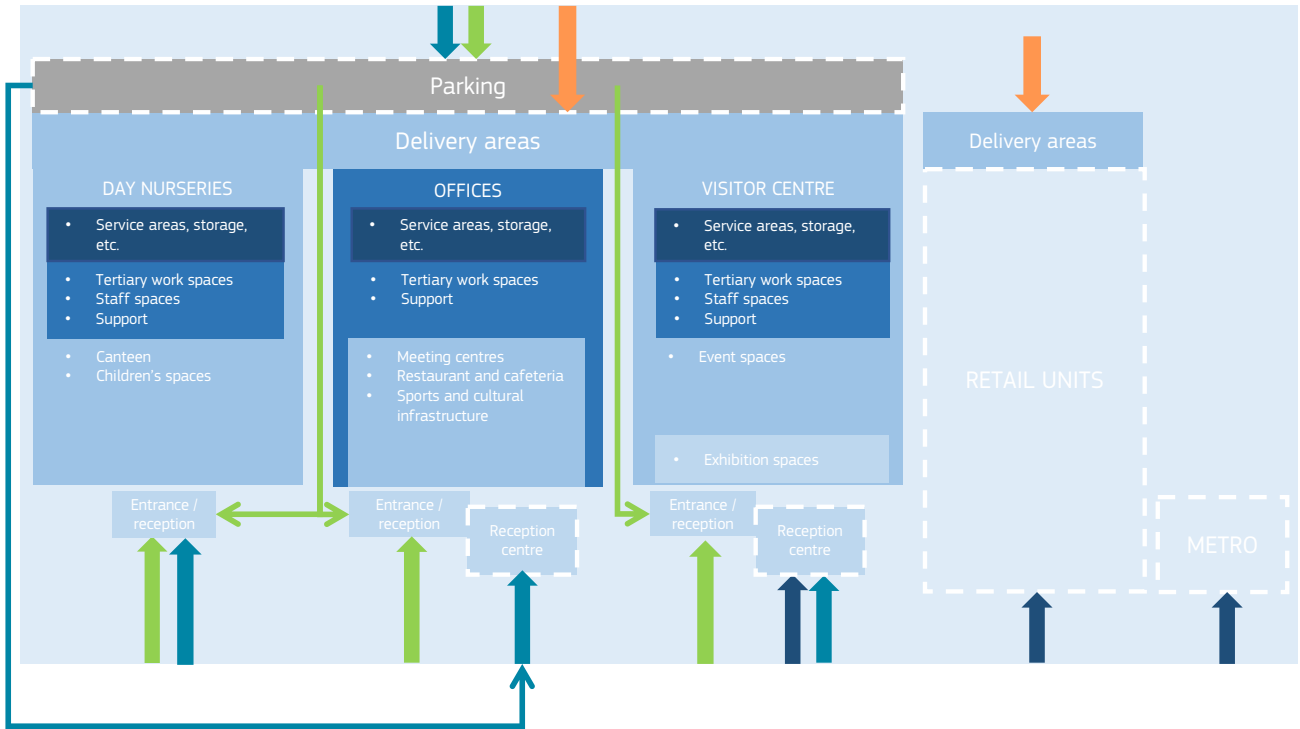 Parking
Delivery areas
Delivery areas
DAY NURSERIES
• Service areas, storage,
etc.
• Tertiary work spaces
• Staff spaces
• Support
• Canteen
• Children's spaces
Entrance /
reception
OFFICES
• Service areas, storage,
etc.
• Tertiary work spaces
• Support
• Meeting centres
• Restaurant and cafeteria
• Sports and cultural
infrastructure
Entrance /
reception
Reception
centre
VISITOR CENTRE
• Service areas, storage,
etc.
• Tertiary work spaces
• Staff spaces
• Support
• Event spaces
• Exhibition spaces
Entrance /
reception
Reception
centre
RETAIL UNITS
METRO